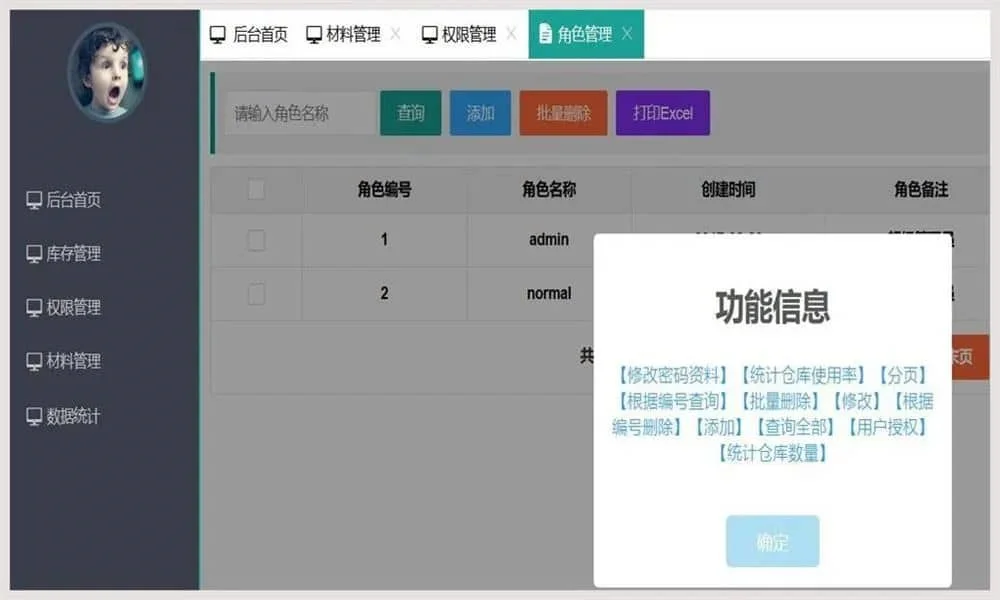 后台首页 材料管理 X 权限管理 X 角色管理 X
请输入角色名称 查询 添加 批量删除 打印Excel
后台首页
库存管理
权限管理
材料管理
数据统计
角色编号 角色名称 创建时间 角色备注
1 admin
2 normal
共
末页
功能信息
【修改密码资料】【统计仓库使用率】【分页】
【根据编号查询】【批量删除】【修改】【根据
编号删除】【添加】【查询全部】【用户授权】
【统计仓库数量】
确定